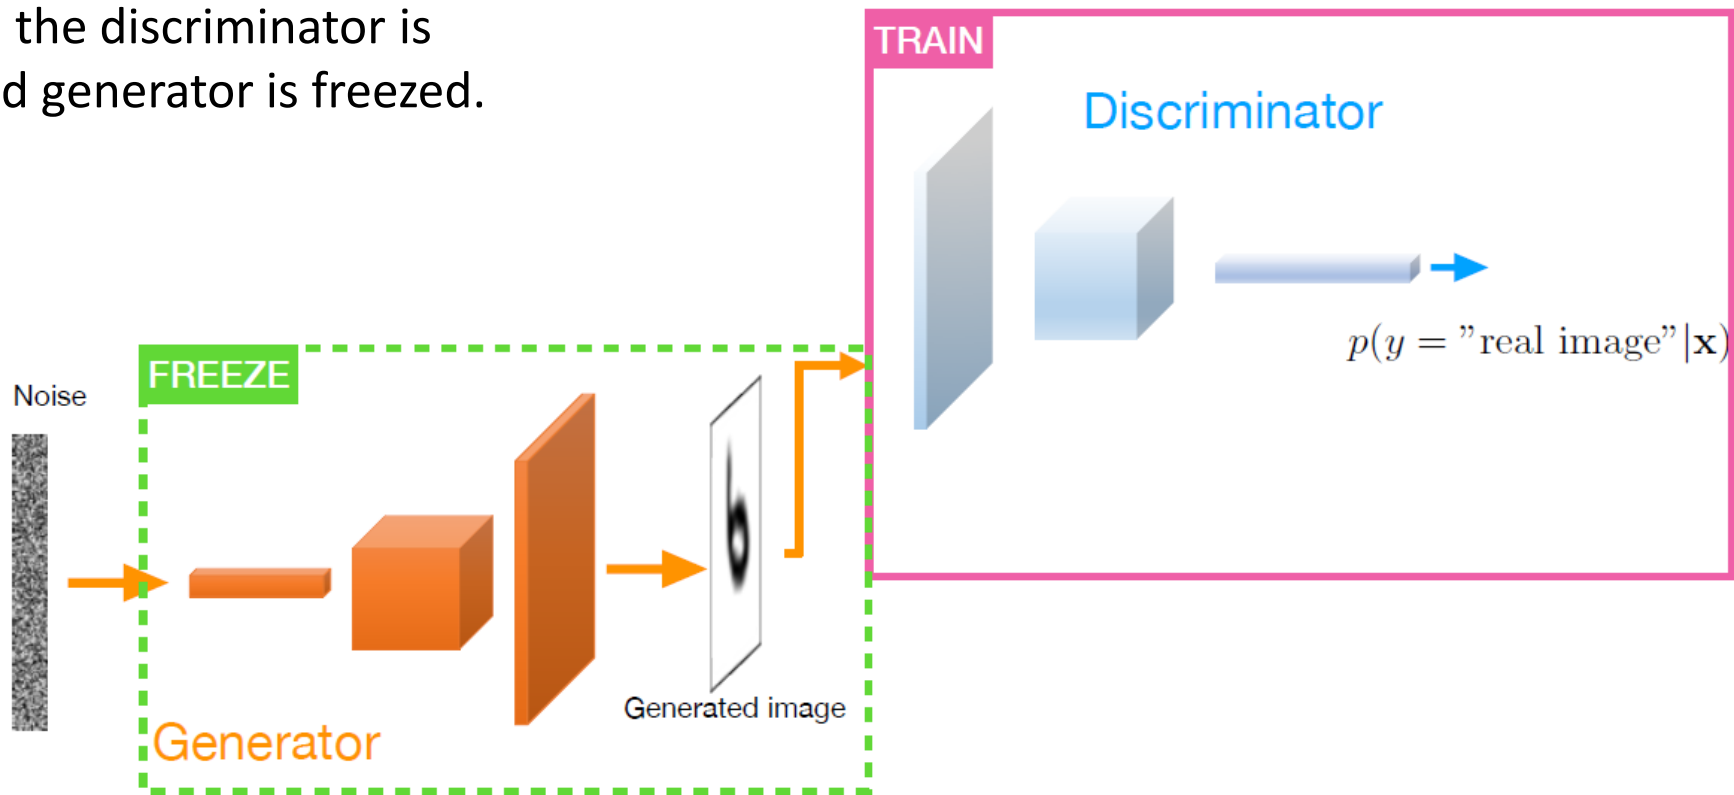 the discriminator is
d generator is freezed.
TRAIN
Discriminator
p(y = ”real image”|x)
FREEZE
Noise
Generated image
Generator